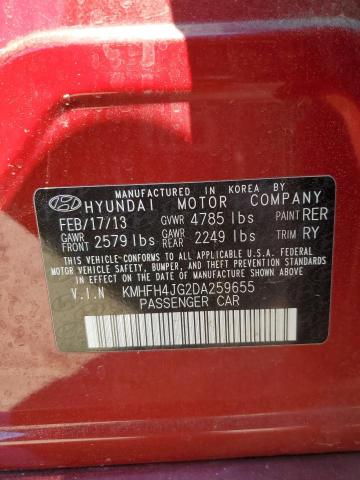 MANUFACTURED IN KOREA BY
HYUNDAI MOTOR COMPANY
FEB/17/13 GVWR 4785 lbs PAINT RER
GAWR FRONT 2579 lbs GAWR REAR 2249 lbs TRIM RY
THIS VEHICLE CONFORMS TO ALL APPLICABLE U.S.A. FEDERAL
MOTOR VEHICLE SAFETY, BUMPER, AND THEFT PREVENTION
STANDARDS IN EFFECT ON THE DATE OF MANUFACTURE SHOWN ABOVE.
V.I.N KMHFH4JG2DA259655
PASSENGER CAR